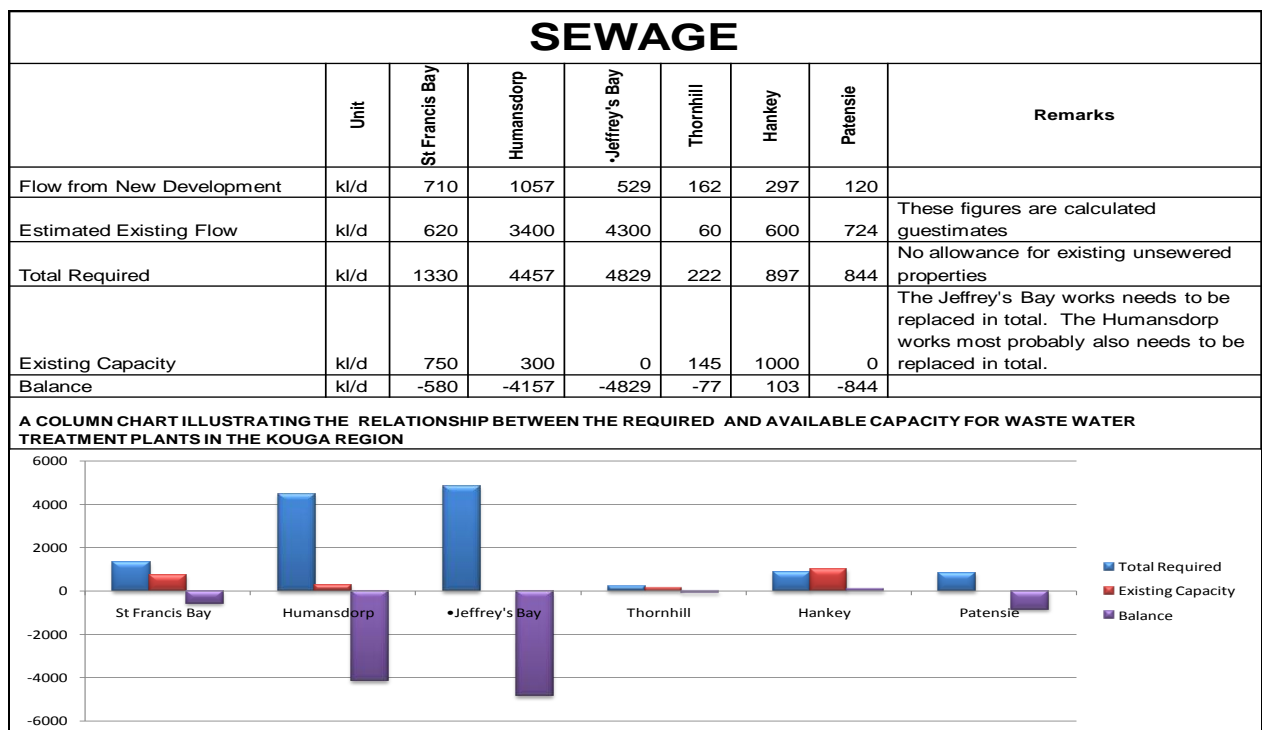 SEWAGE
Unit St Francis Bay Humansdorp •Jeffrey's Bay Thornhill Hankey Patensie Remarks
Flow from New Development kl/d 710 1057 529 162 297 120
Estimated Existing Flow kl/d 620 3400 4300 60 600 724 These figures are calculated
guestimates
Total Required kl/d 1330 4457 4829 222 897 844 No allowance for existing unsewered
properties
Existing Capacity kl/d 750 300 0 145 1000 0 The Jeffrey's Bay works needs to be
replaced in total. The Humansdorp
works most probably also needs to be
replaced in total.
Balance kl/d -580 -4157 -4829 -77 103 -844
A COLUMN CHART ILLUSTRATING THE RELATIONSHIP BETWEEN THE REQUIRED AND AVAILABLE CAPACITY FOR WASTE WATER
TREATMENT PLANTS IN THE KOUGA REGION
6000
4000
2000
0
-2000
-4000
-6000
St Francis Bay Humansdorp •Jeffrey's Bay Thornhill Hankey Patensie
Total Required
Existing Capacity
Balance